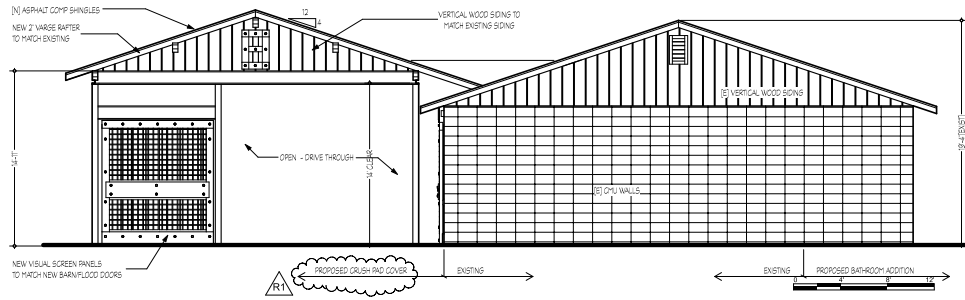 [N] ASPHALT COMP SHINGLES
12
4
NEW 2" VARGE RAFTER
TO MATCH EXISTING
VERTICAL WOOD SIDING TO
MATCH EXISTING SIDING
[E] VERTICAL WOOD SIDING
14'-11"
OPEN - DRIVE THROUGH
14' CLEAR
[E] CMU WALLS
19'-4"(EXIST)
NEW VISUAL SCREEN PANELS
TO MATCH NEW BARN/FLOOD DOORS
R1
PROPOSED CRUSH PAD COVER
EXISTING
EXISTING
PROPOSED BATHROOM ADDITION
0 4' 8' 12'